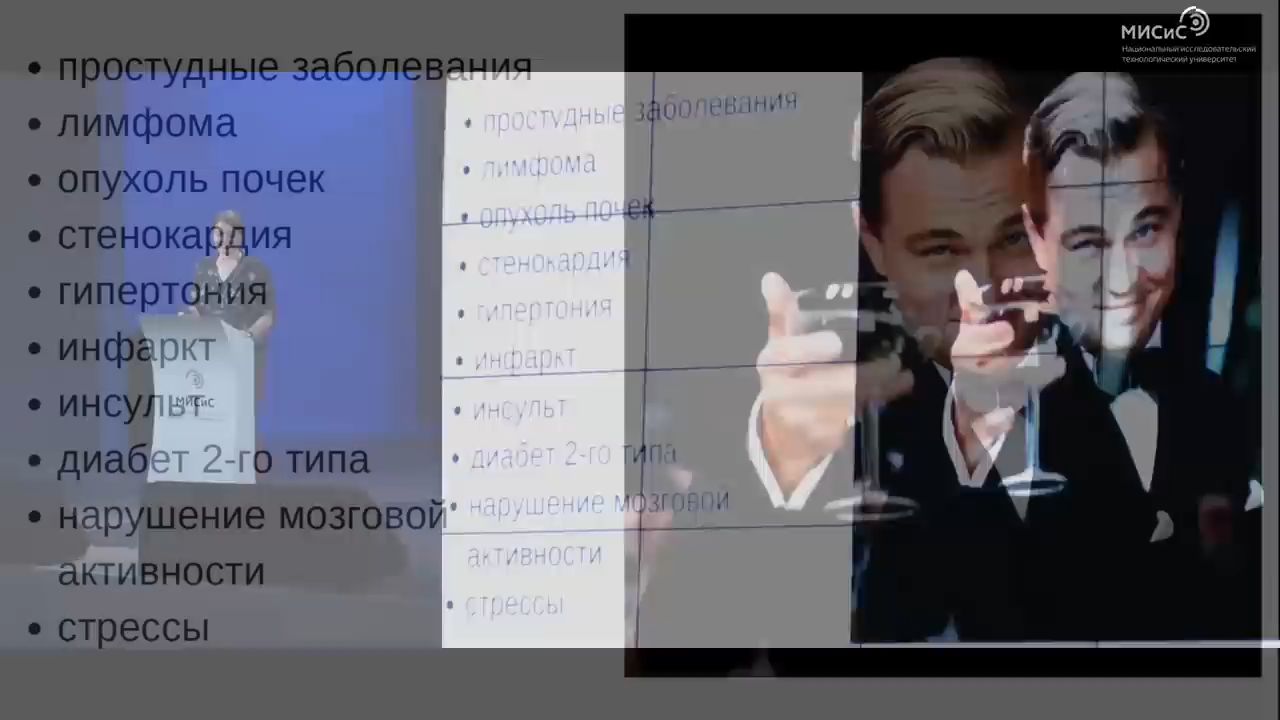 МИСиС
Национальный исследовательский
технологический университет
• простудные заболевания
• лимфома
• опухоль почек
• стенокардия
• гипертония
• инфаркт
• инсульт
• диабет 2-го типа
• нарушение мозговой
активности
• стрессы
• простудные заболевания
• лимфома
• опухоль почек
• стенокардия
• гипертония
• инфаркт
• инсульт
• диабет 2-го типа
• нарушение мозговой
активности
• стрессы
МИСиС